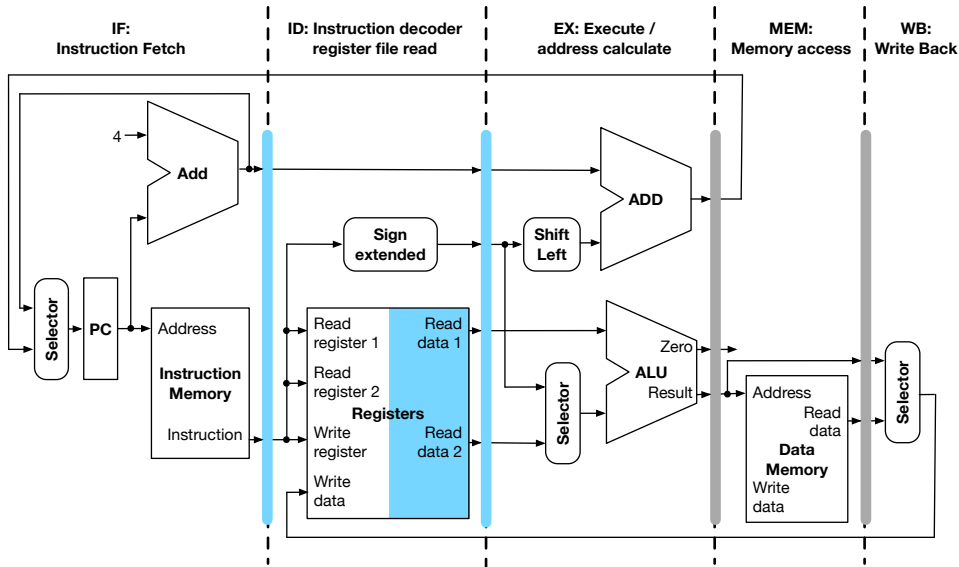 IF:
Instruction Fetch
ID: Instruction decoder
register file read
EX: Execute /
address calculate
MEM:
Memory access
WB:
Write Back
4
Add
ADD
Sign
extended
Shift
Left
Selector
PC
Address
Instruction
Memory
Instruction
Read
register 1
Read
register 2
Registers
Write
register
Write
data
Read
data 1
Read
data 2
Selector
Zero
ALU
Result
Address
Read
data
Data
Memory
Write
data
Selector